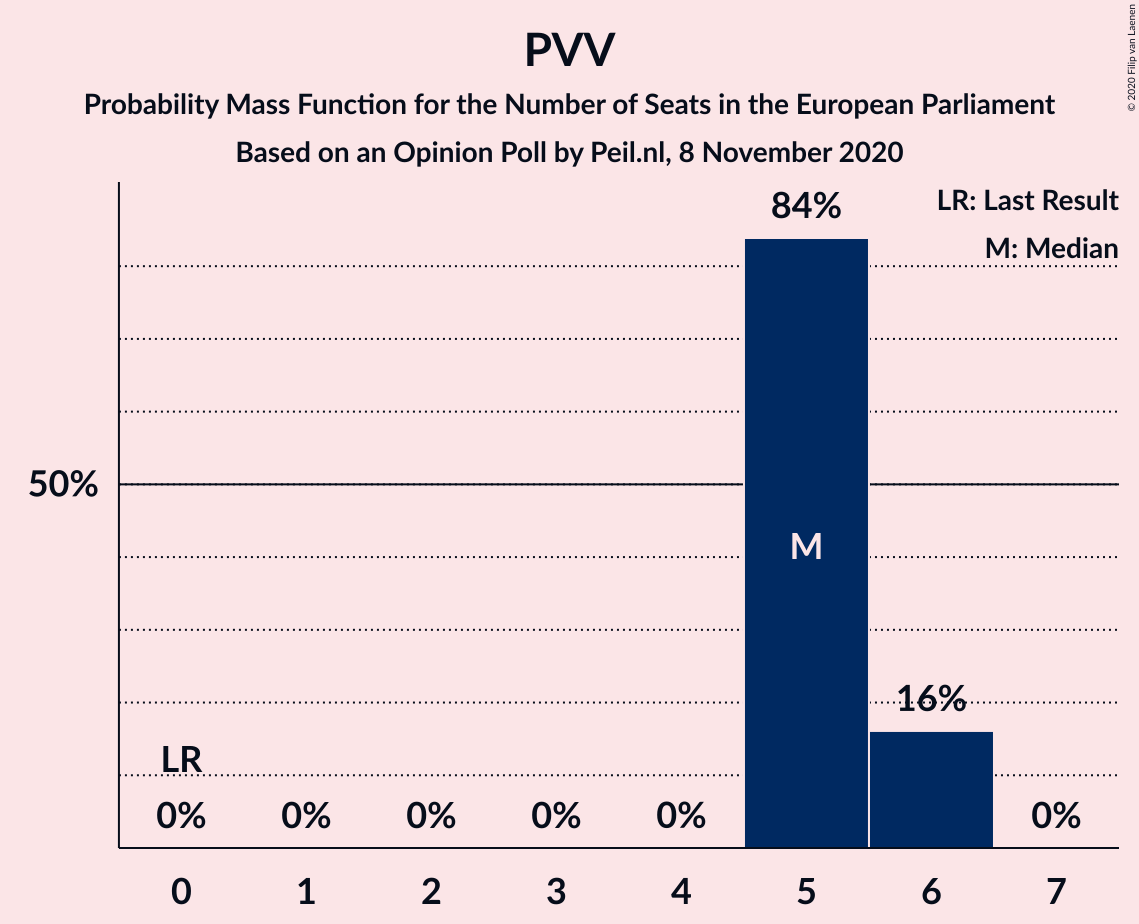 PVV
Probability Mass Function for the Number of Seats in the European Parliament
Based on an Opinion Poll by Peil.nl, 8 November 2020
© 2020 Filip van Laenen
LR: Last Result
M: Median
84%
50%
M
16%
LR
0% 0% 0% 0% 0% 0%
0 1 2 3 4 5 6 7